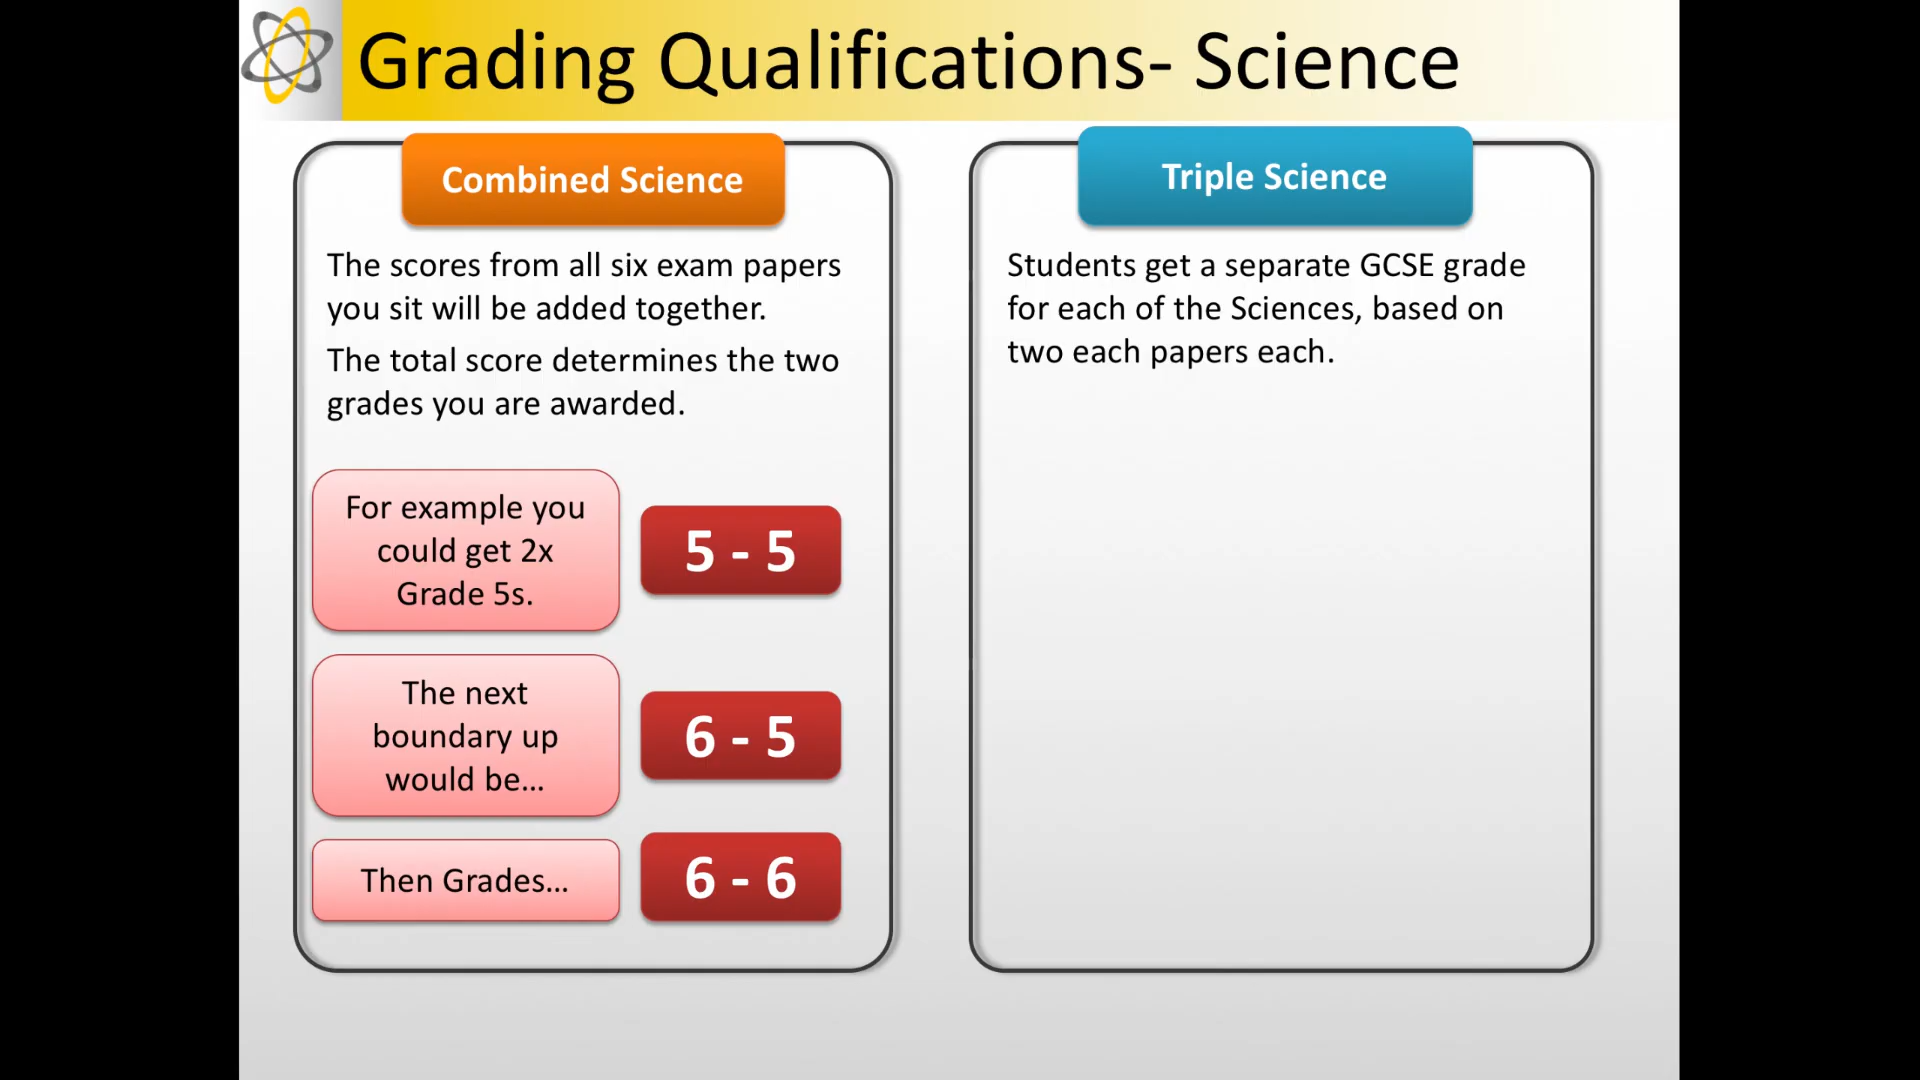 Grading Qualifications- Science
Combined Science
The scores from all six exam papers
you sit will be added together.
The total score determines the two
grades you are awarded.
For example you
could get 2x
Grade 5s.
5 - 5
The next
boundary up
would be...
6 - 5
Then Grades...
6 - 6
Triple Science
Students get a separate GCSE grade
for each of the Sciences, based on
two each papers each.